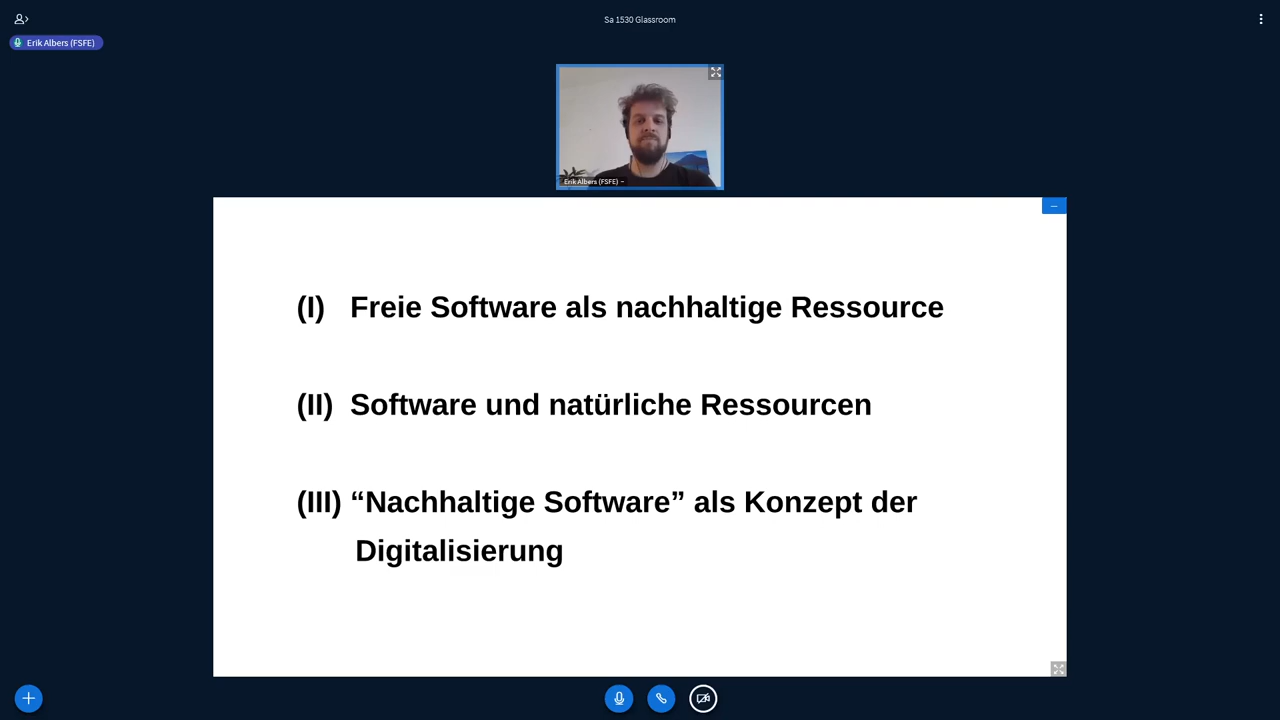 Sa 1530 Glassroom
Erik Albers (FSFE)
Erik Albers (FSFE)
(I) Freie Software als nachhaltige Ressource
(II) Software und natürliche Ressourcen
(III) “Nachhaltige Software” als Konzept der
Digitalisierung